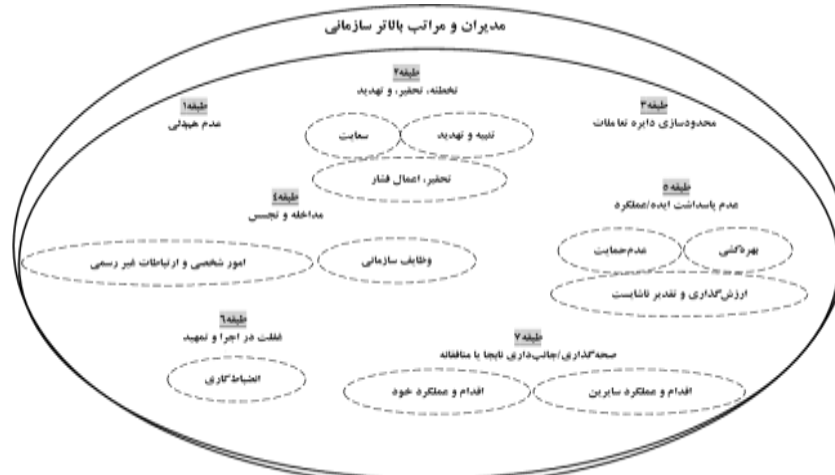 مدیران و مراتب بالاتر سازمانی
طبقه۱
عدم همدلی
طبقه۲
تخطئه، تحقیر، و تهدید
سعایت
تنبیه و تهدید
تحقیر، اعمال فشار
طبقه۳
محدودسازی دایره تعاملات
طبقه۴
مداخله و تجسس
امور شخصی و ارتباطات غیر رسمی
وظایف سازمانی
طبقه۵
عدم پاسداشت ایده/عملکرد
عدم‌حمایت
بهره‌کشی
ارزش‌گذاری و تقدیر ناشایست
طبقه۶
غفلت در اجرا و تمهید
انضباط‌کاری
طبقه۷
صحه‌گذاری/جانب‌داری نابجا یا منافقانه
اقدام و عملکرد خود
اقدام و عملکرد سایرین